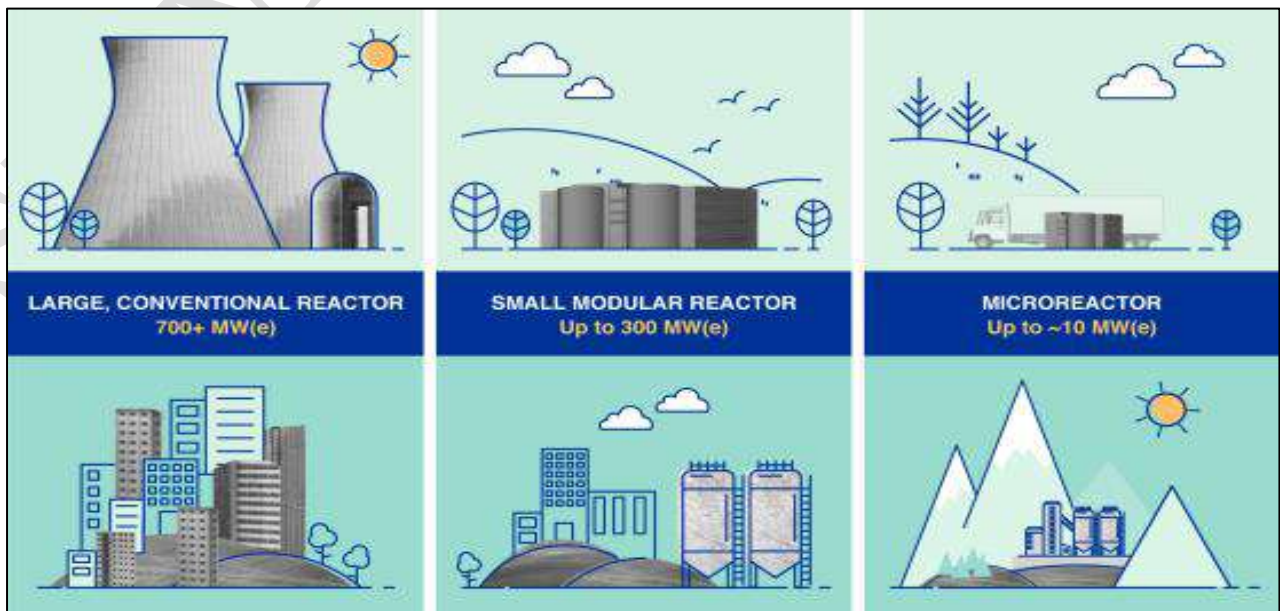 LARGE, CONVENTIONAL REACTOR
700+ MW(e)
SMALL MODULAR REACTOR
Up to 300 MW(e)
MICROREACTOR
Up to ~10 MW(e)